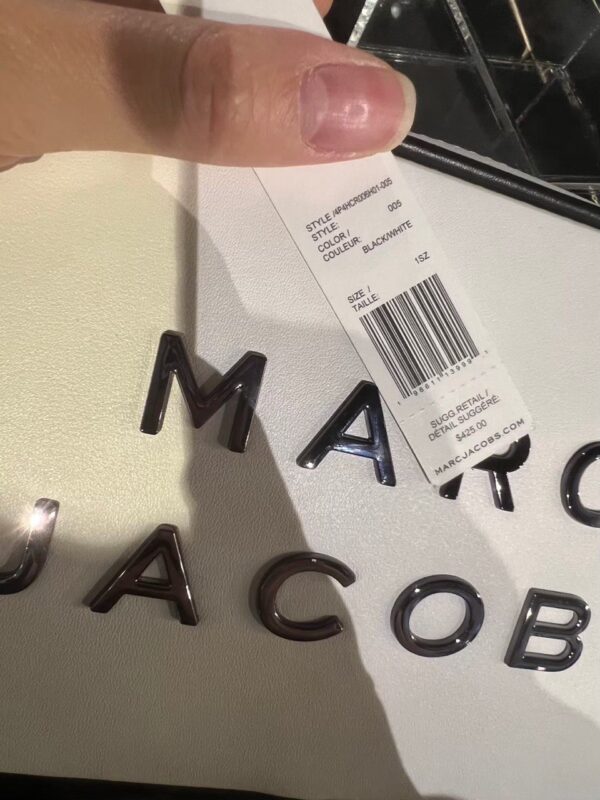 STYLE /4P4HCR006H01-005
STYLE:
COLOR / 005
COULEUR: BLACK/WHITE
SIZE / 1SZ
TAILLE:
SUGG.RETAIL /
DÉTAIL SUGGÉRÉ:
$425.00
MARCJACOBS.COM
MARC
JACOB